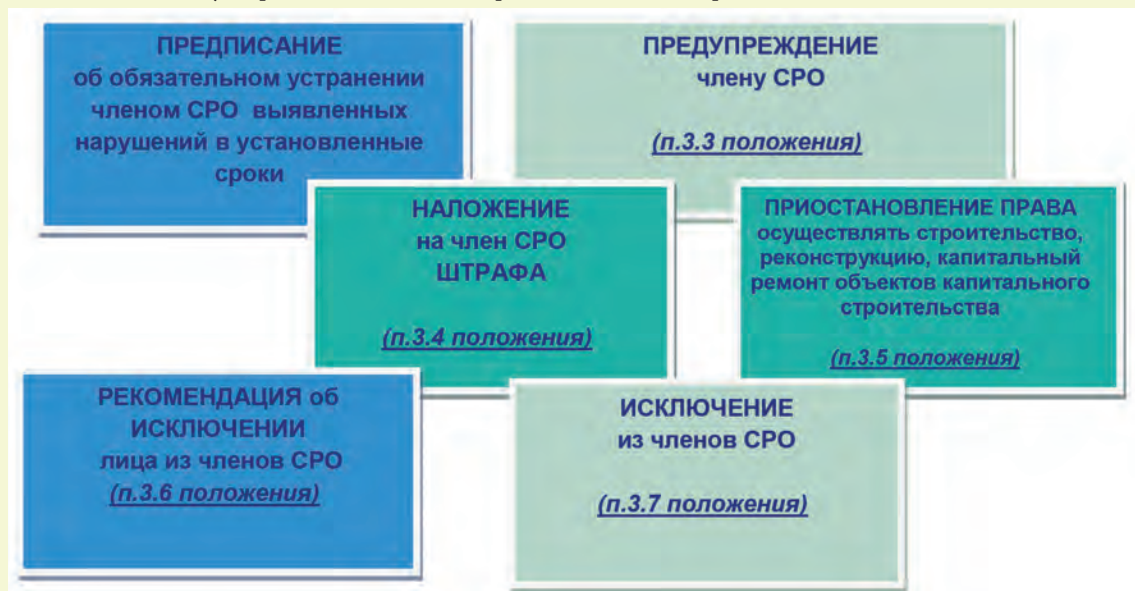 ПРЕДПИСАНИЕ
об обязательном устранении
членом СРО выявленных
нарушений в установленные
сроки
ПРЕДУПРЕЖДЕНИЕ
члену СРО
(п.3.3 положения)
НАЛОЖЕНИЕ
на член СРО
ШТРАФА
(п.3.4 положения)
ПРИОСТАНОВЛЕНИЕ ПРАВА
осуществлять строительство,
реконструкцию, капитальный
ремонт объектов капитального
строительства
(п.3.5 положения)
РЕКОМЕНДАЦИЯ об
ИСКЛЮЧЕНИИ
лица из членов СРО
(п.3.6 положения)
ИСКЛЮЧЕНИЕ
из членов СРО
(п.3.7 положения)